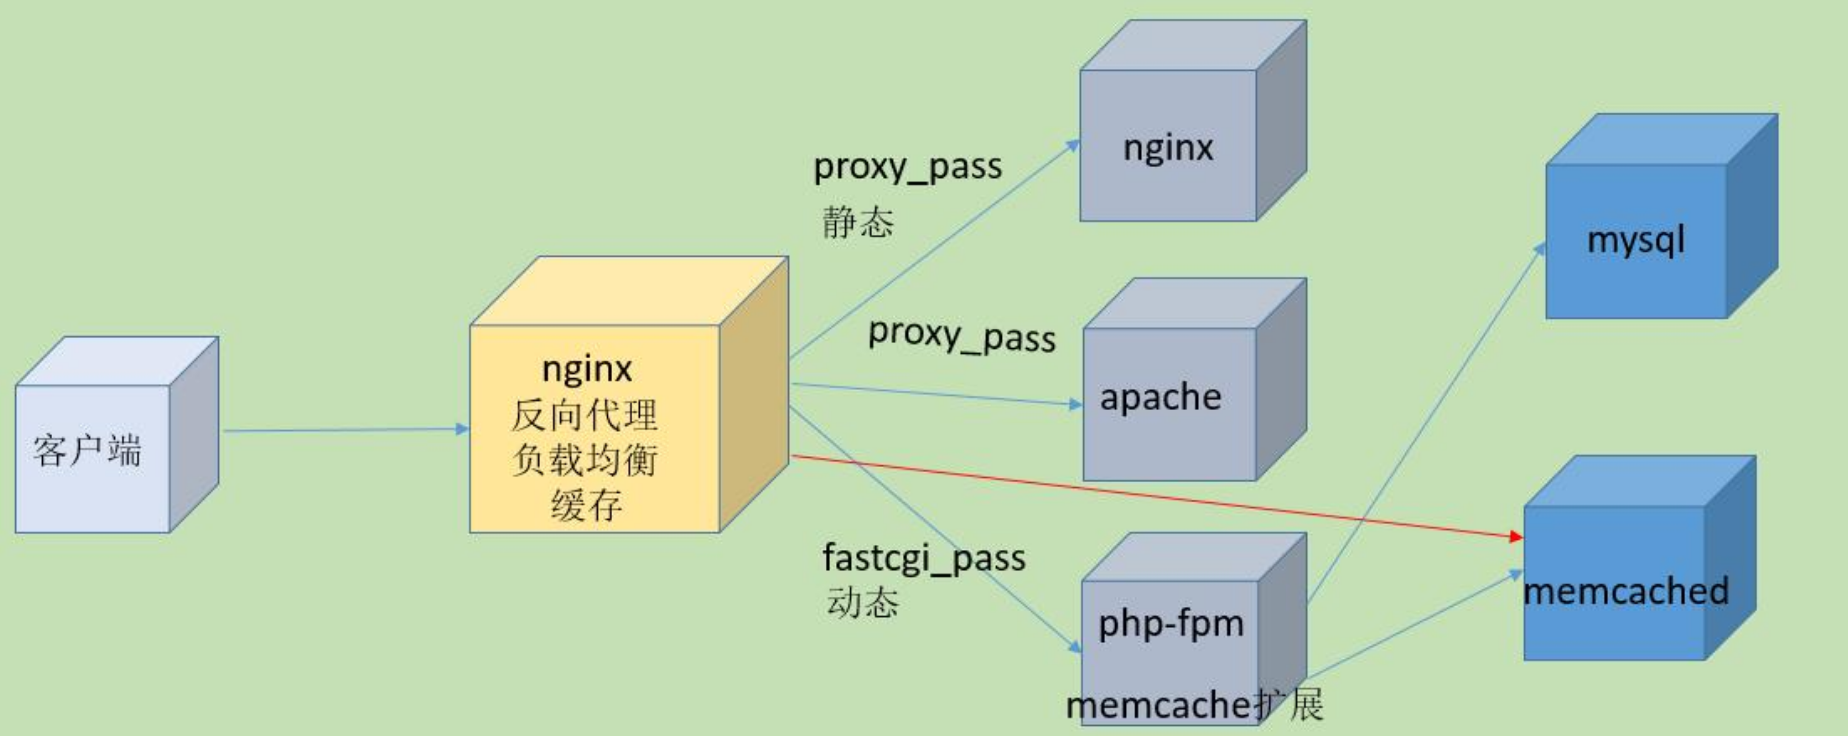 客户端
nginx
反向代理
负载均衡
缓存
proxy_pass
静态
nginx
proxy_pass
apache
fastcgi_pass
动态
php-fpm
memcache扩展
mysql
memcached